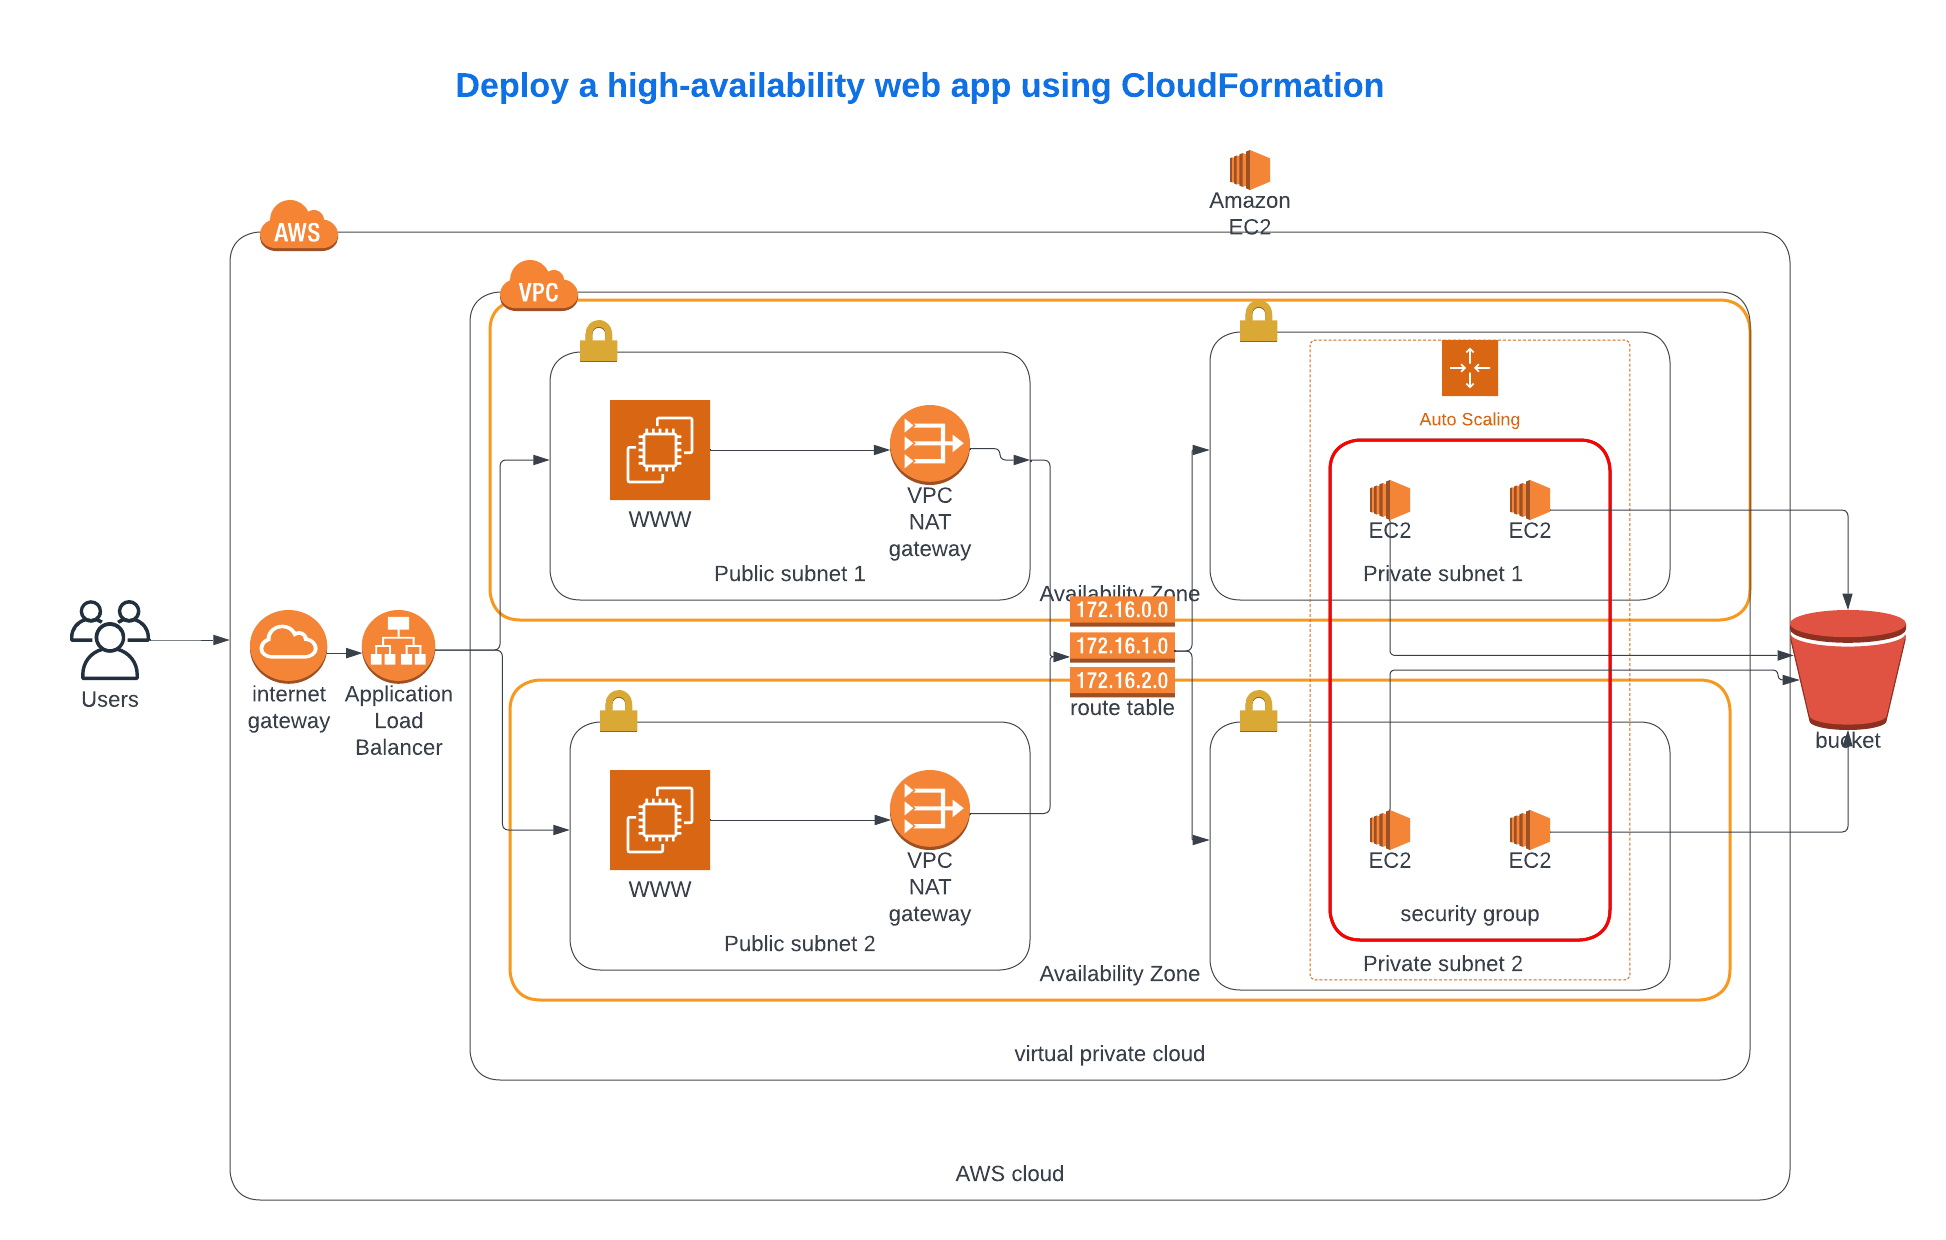 Deploy a high-availability web app using CloudFormation
Amazon
EC2
AWS
VPC
Auto Scaling
WWW
VPC
NAT
gateway
EC2
EC2
Public subnet 1
Private subnet 1
Availability Zone
172.16.0.0
172.16.1.0
172.16.2.0
route table
Users
internet
gateway
Application
Load
Balancer
bucket
WWW
VPC
NAT
gateway
EC2
EC2
security group
Public subnet 2
Private subnet 2
Availability Zone
virtual private cloud
AWS cloud